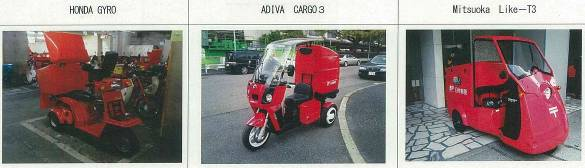 HONDA GYRO
ADIVA CARGO3
Mitsuoka Like-T3